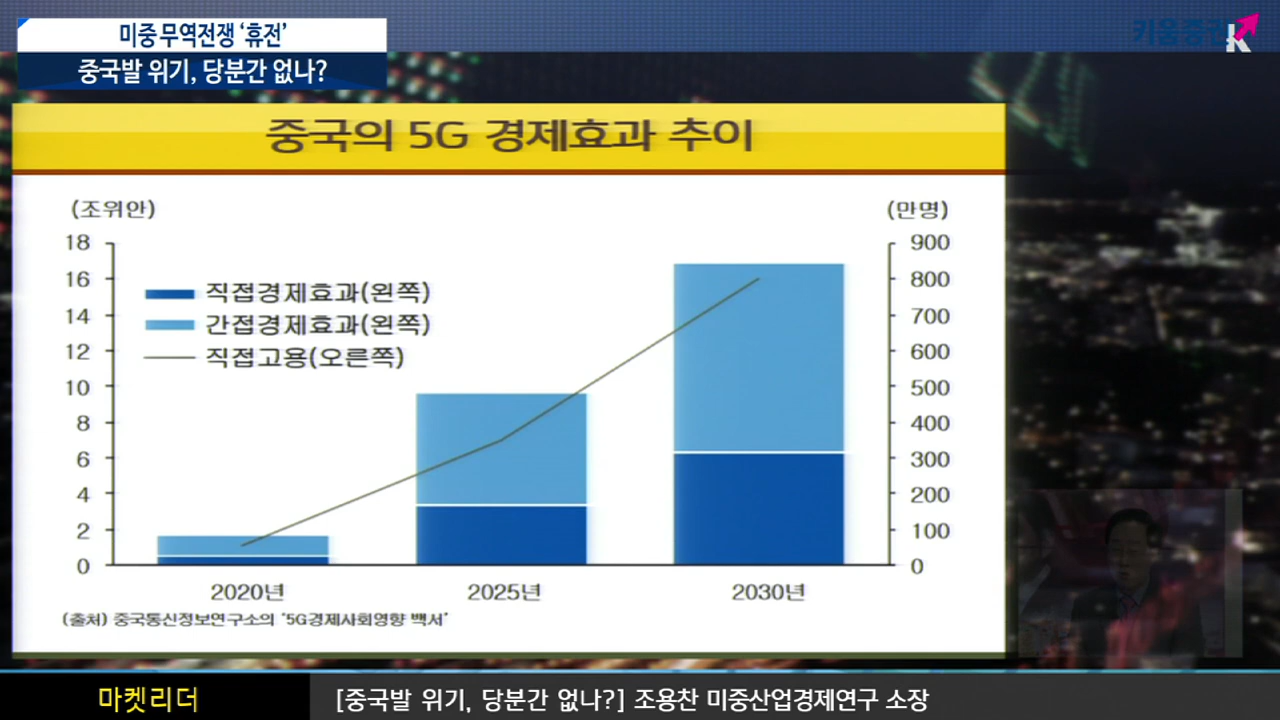 미중 무역전쟁 ‘휴전’
중국발 위기, 당분간 없나?
키움증권
중국의 5G 경제효과 추이
(조위안)
(만명)
18
16
14
12
10
8
6
4
2
0
직접경제효과(왼쪽)
간접경제효과(왼쪽)
직접고용(오른쪽)
900
800
700
600
500
400
300
200
100
0
2020년 2025년 2030년
(출처) 중국통신정보연구소의 '5G경제사회영향 백서'
마켓리더
[중국발 위기, 당분간 없나?] 조용찬 미중산업경제연구 소장